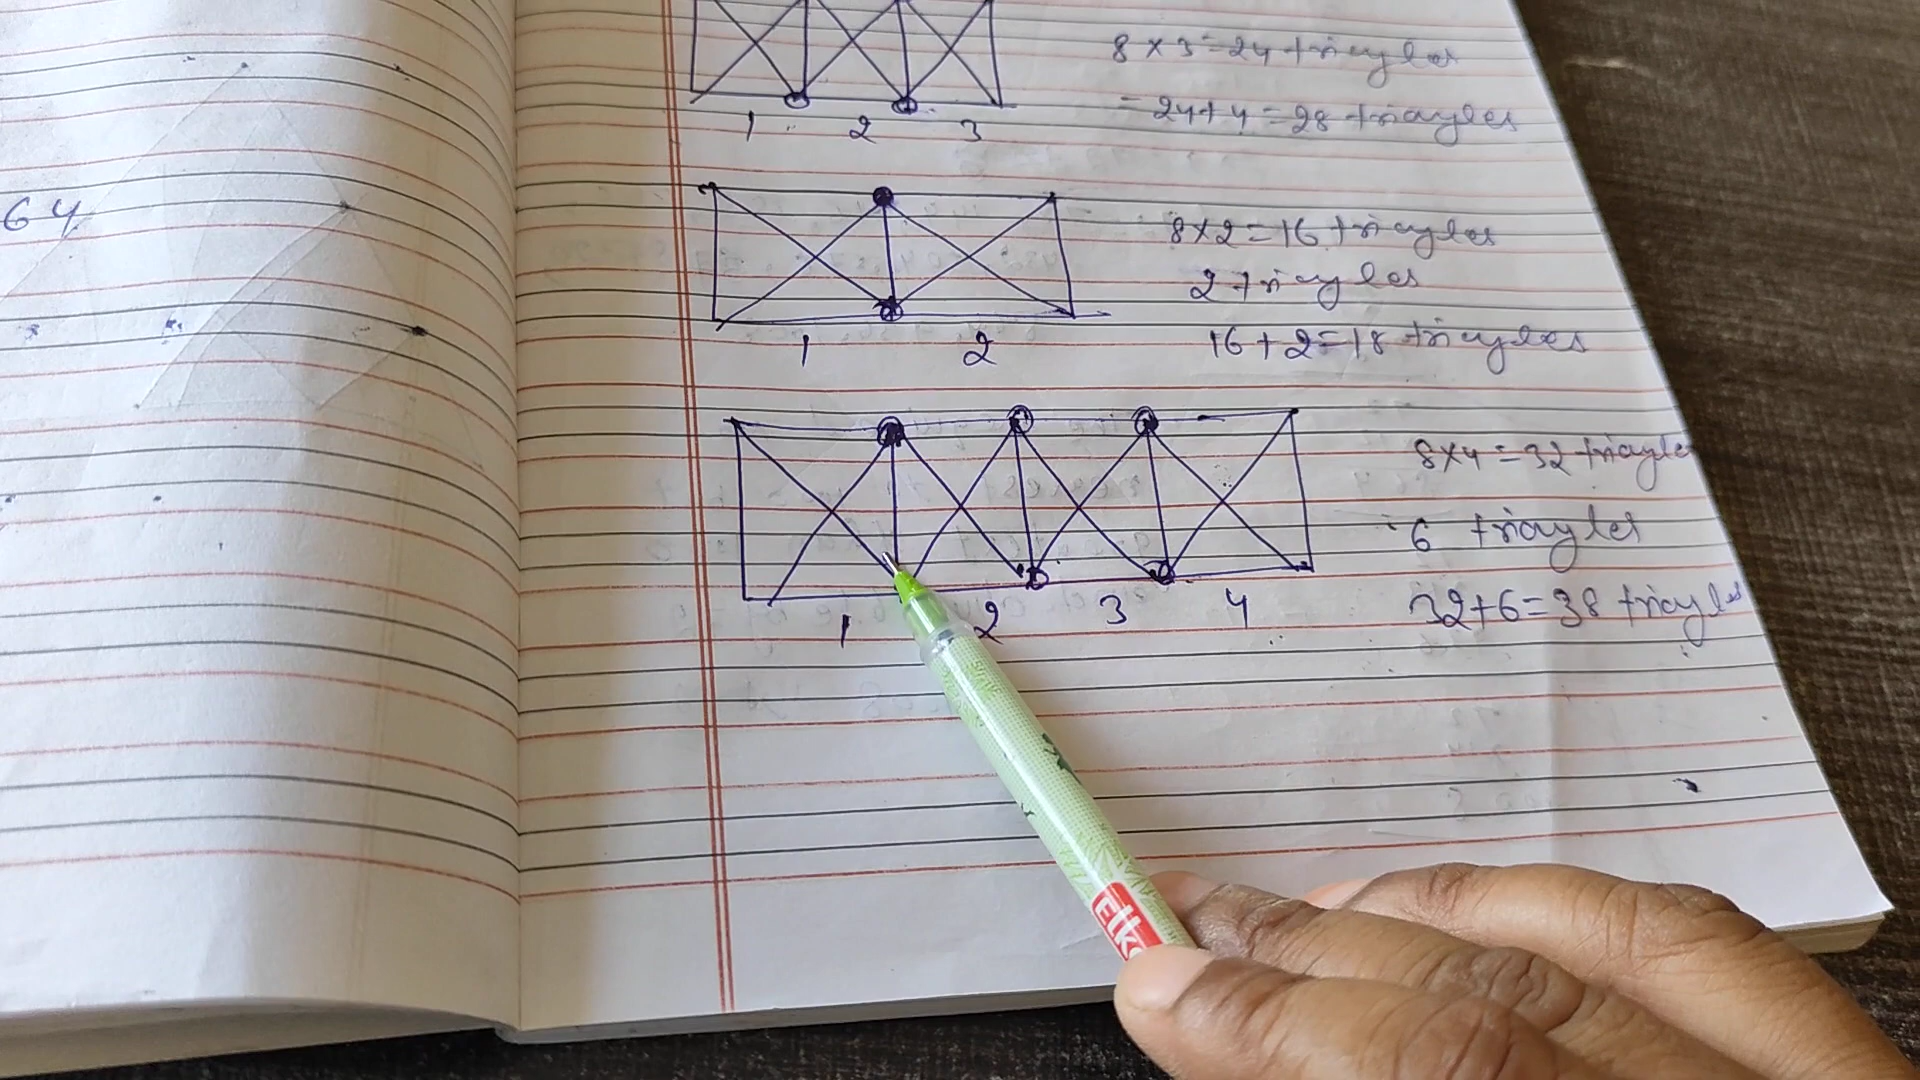 8 × 3 = 24 triangles
= 24 + 4 = 28 triangles
1 2 3
64
8×2=16 triangles
2 triangles
16+2=18 triangles
1 2
8×4=32 triangles
6 triangles
32+6=38 triangles
1 2 3 4
Elkos